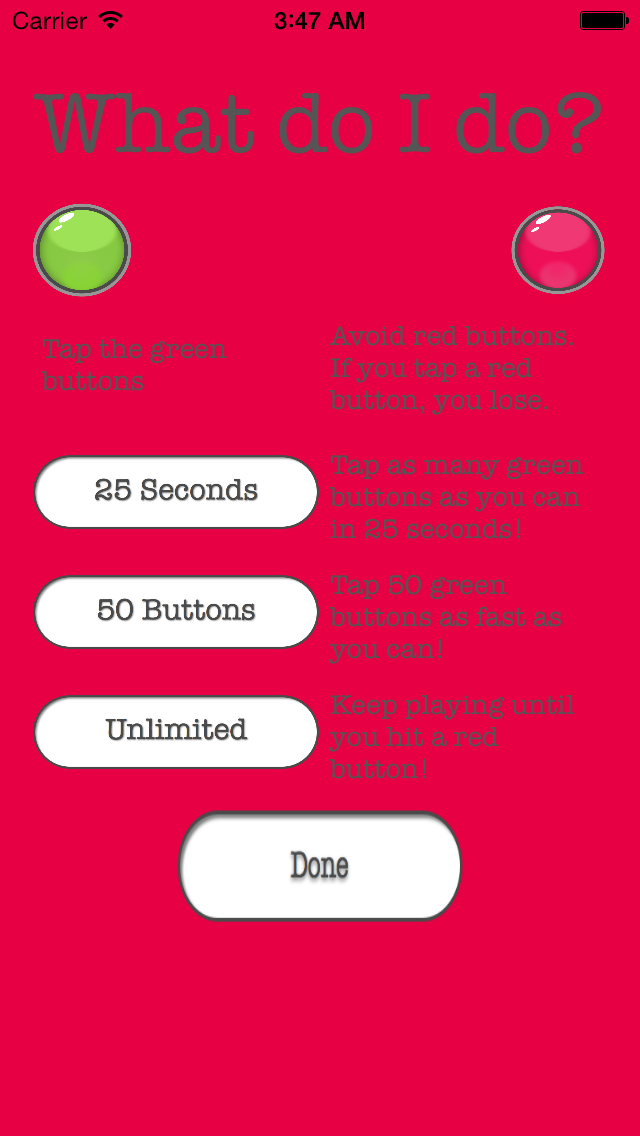 Carrier 3:47 AM
What do I do?
Tap the green
buttons
Avoid red buttons.
If you tap a red
button, you lose.
25 Seconds
Tap as many green
buttons as you can
in 25 seconds!
50 Buttons
Tap 50 green
buttons as fast as
you can!
Unlimited
Keep playing until
you hit a red
button!
Done